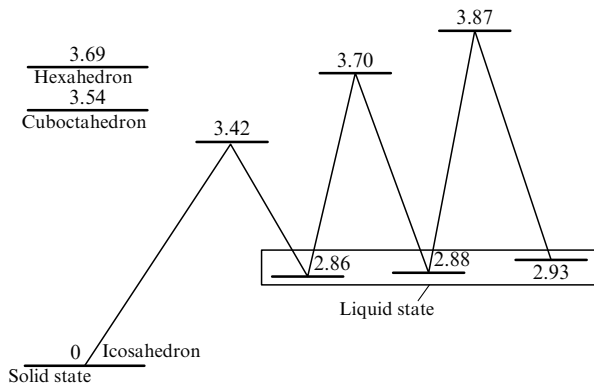 3.87
3.69
3.70
Hexahedron
3.54
Cuboctahedron
3.42
2.86
2.88
2.93
Liquid state
0 Icosahedron
Solid state